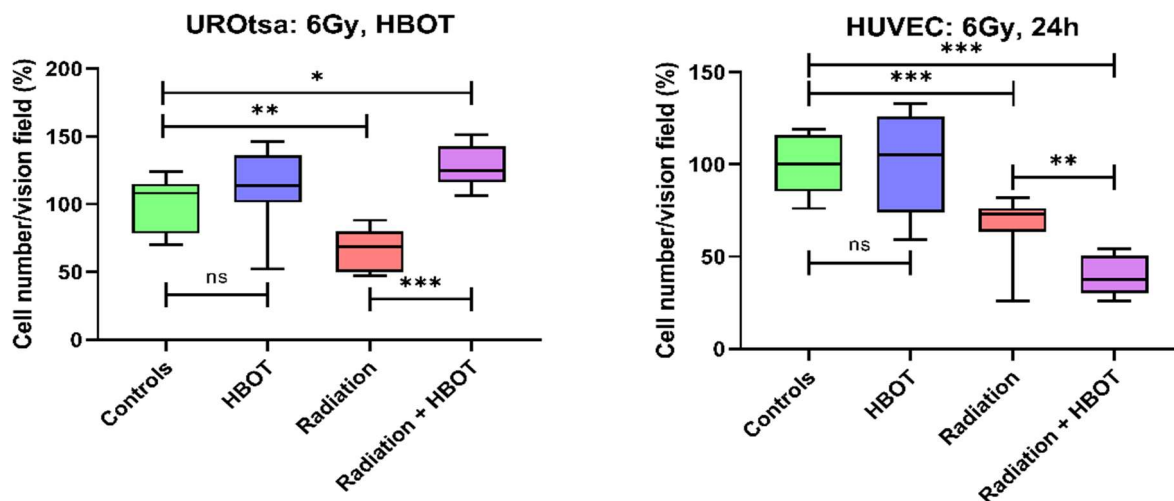 UROtsa: 6Gy, HBOT
Cell number/vision field (%)
200
150
100
50
0
*
**
ns
***
Controls
HBOT
Radiation
Radiation + HBOT
HUVEC: 6Gy, 24h
Cell number/vision field (%)
150
100
50
0
***
***
**
ns
Controls
HBOT
Radiation
Radiation + HBOT